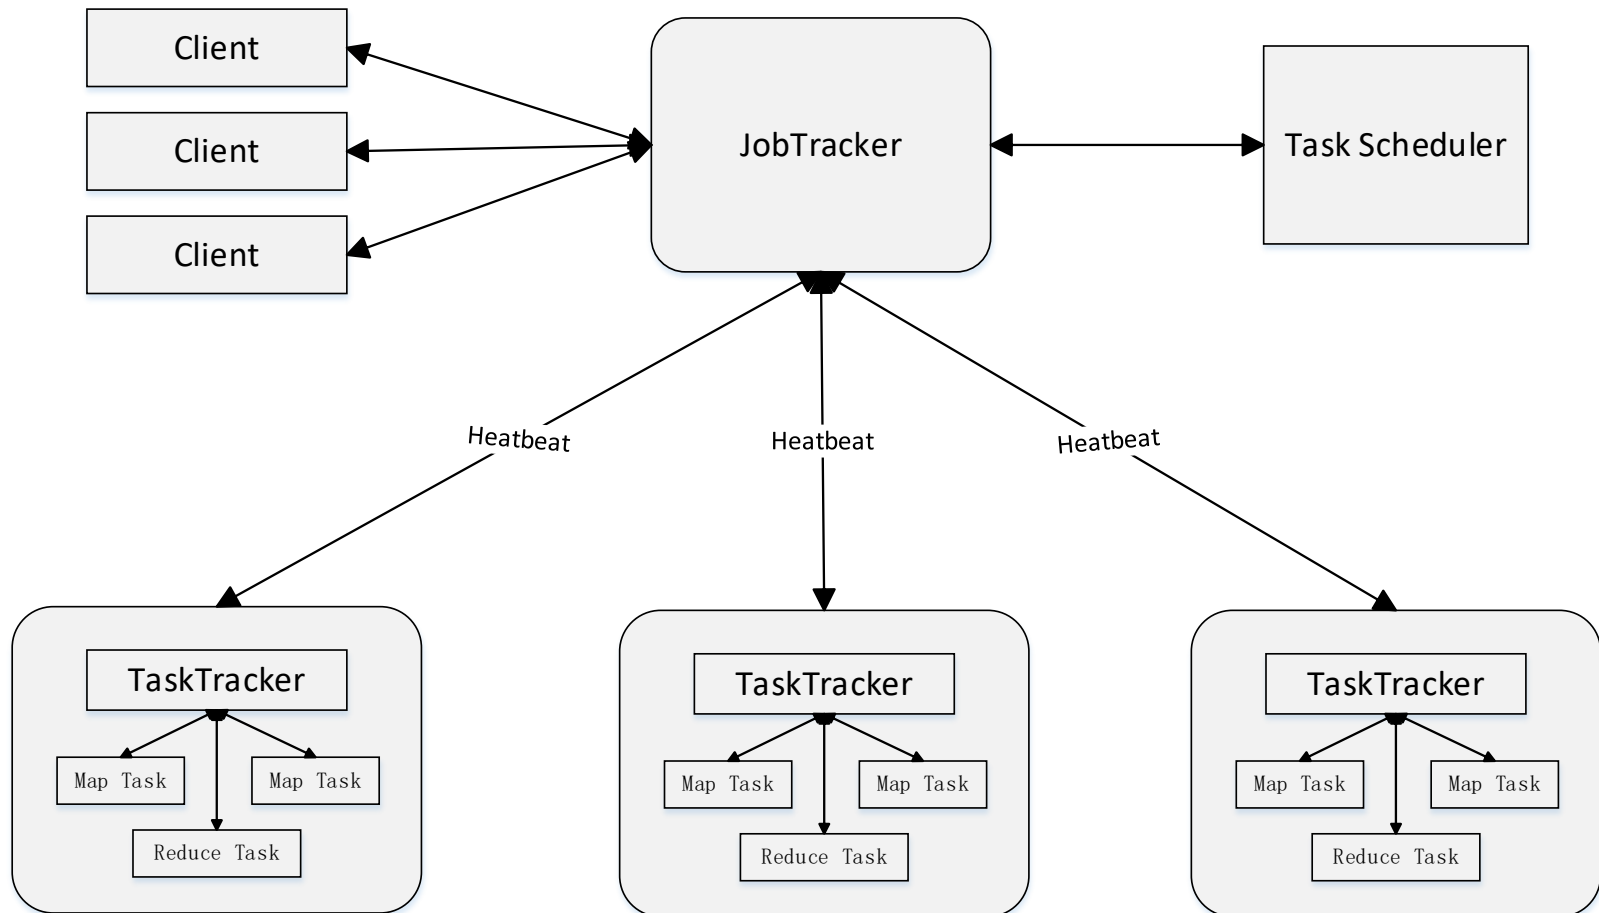 Client
Client
Client
JobTracker
Task Scheduler
Heatbeat
Heatbeat
Heatbeat
TaskTracker
Map Task
Map Task
Reduce Task
TaskTracker
Map Task
Map Task
Reduce Task
TaskTracker
Map Task
Map Task
Reduce Task